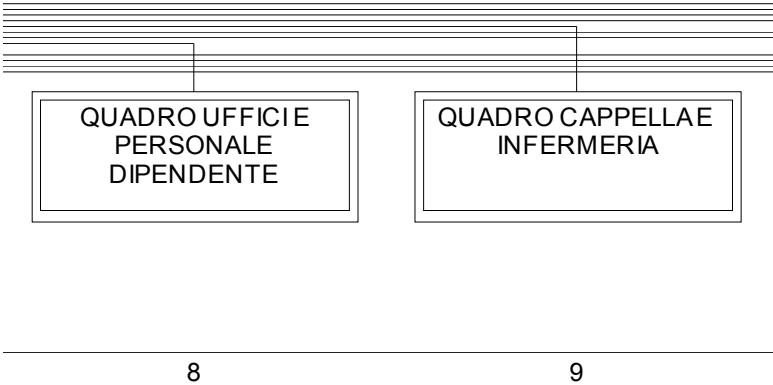 QUADRO UFFICI E
PERSONALE
DIPENDENTE
QUADRO CAPPELLA E
INFERMERIA
8
9